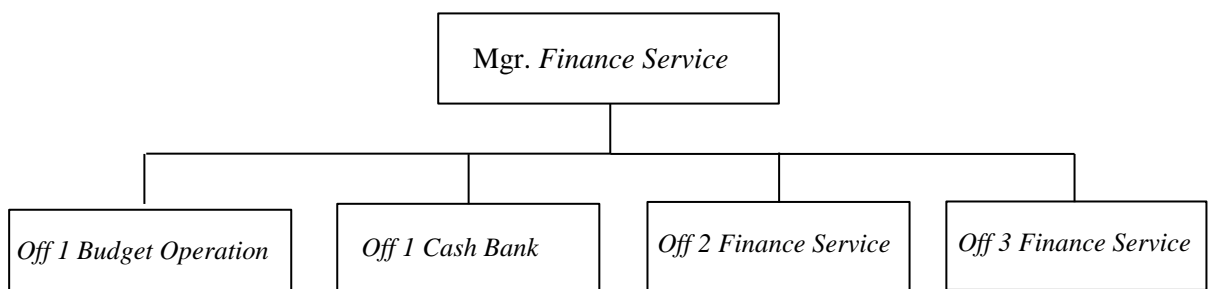 Mgr. Finance Service
Off 1 Budget Operation
Off 1 Cash Bank
Off 2 Finance Service
Off 3 Finance Service